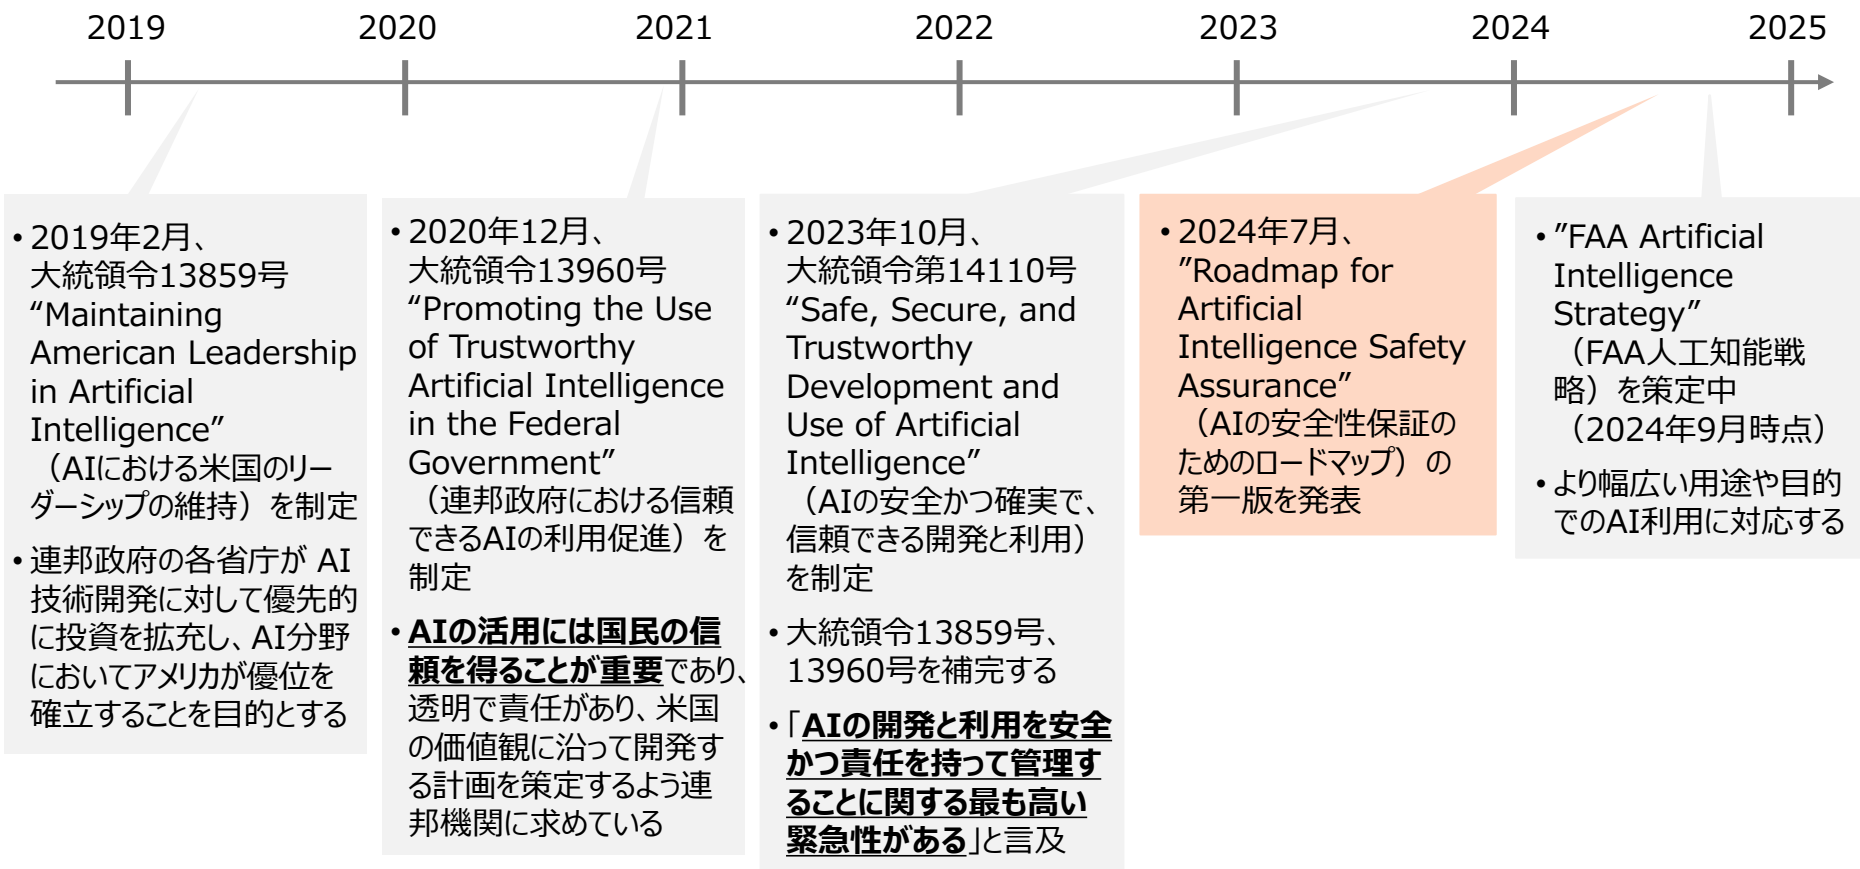 2019
2020
2021
2022
2023
2024
2025
• 2019年2月、
大統領令13859号
“Maintaining
American Leadership
in Artificial
Intelligence”
（AIにおける米国のリー
ダーシップの維持）を制定
• 連邦政府の各省庁が AI
技術開発に対して優先的
に投資を拡充し、AI分野
においてアメリカが優位を
確立することを目的とする
• 2020年12月、
大統領令13960号
“Promoting the Use
of Trustworthy
Artificial Intelligence
in the Federal
Government”
（連邦政府における信頼
できるAIの利用促進）を
制定
• AIの活用には国民の信
頼を得ることが重要であり、
透明で責任があり、米国
の価値観に沿って開発す
る計画を策定するよう連
邦機関に求めている
• 2023年10月、
大統領令第14110号
“Safe, Secure, and
Trustworthy
Development and
Use of Artificial
Intelligence”
（AIの安全かつ確実で、
信頼できる開発と利用）
を制定
• 大統領令13859号、
13960号を補完する
• 「AIの開発と利用を安全
かつ責任を持って管理す
ることに関する最も高い
緊急性がある」と言及
• 2024年7月、
”Roadmap for
Artificial
Intelligence Safety
Assurance”
（AIの安全性保証の
ためのロードマップ）の
第一版を発表
• ”FAA Artificial
Intelligence
Strategy”
（FAA人工知能戦
略）を策定中
（2024年9月時点）
• より幅広い用途や目的
でのAI利用に対応する